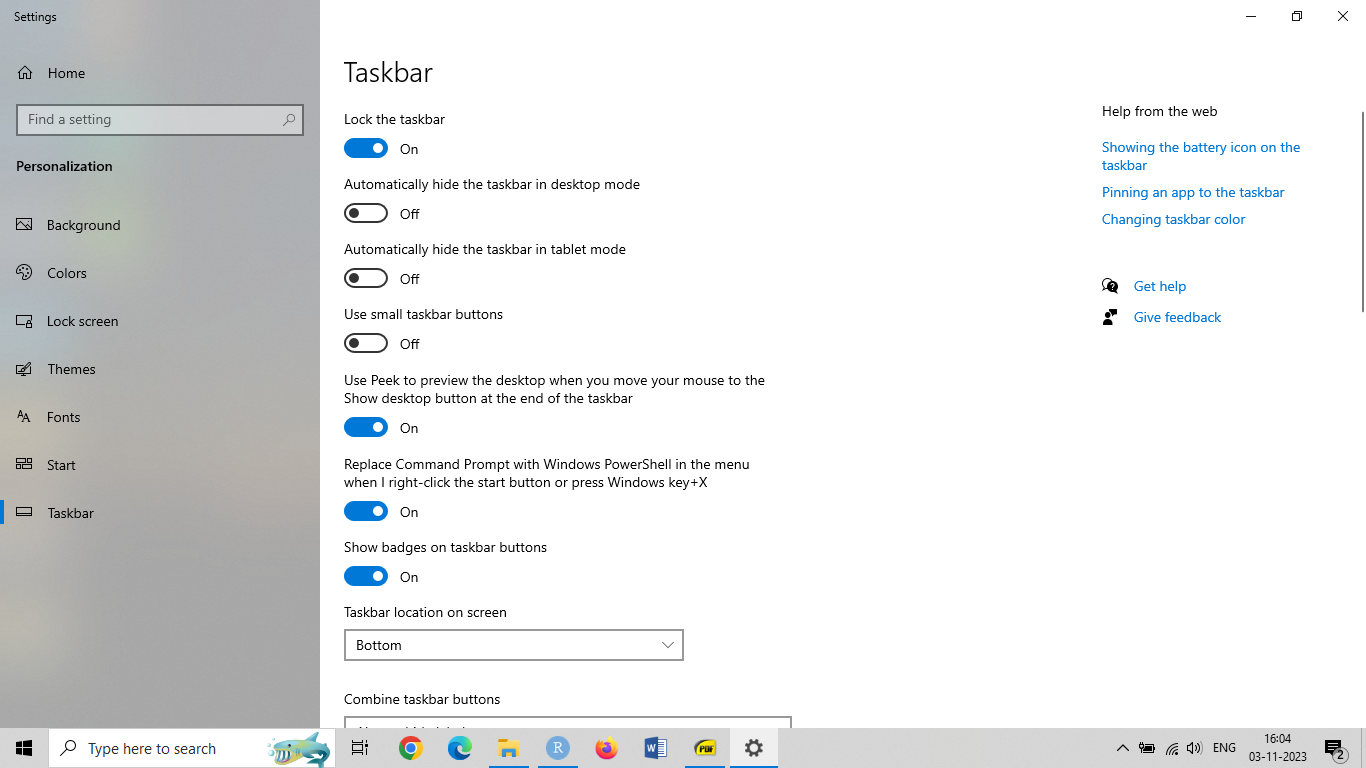 Settings
Home
Find a setting
Personalization
Background
Colors
Lock screen
Themes
Fonts
Start
Taskbar
Taskbar
Lock the taskbar
On
Automatically hide the taskbar in desktop mode
Off
Automatically hide the taskbar in tablet mode
Off
Use small taskbar buttons
Off
Use Peek to preview the desktop when you move your mouse to the
Show desktop button at the end of the taskbar
On
Replace Command Prompt with Windows PowerShell in the menu
when I right-click the start button or press Windows key+X
On
Show badges on taskbar buttons
On
Taskbar location on screen
Bottom
Combine taskbar buttons
Help from the web
Showing the battery icon on the
taskbar
Pinning an app to the taskbar
Changing taskbar color
Get help
Give feedback
Type here to search
R
W
PDF
ENG
16:04
03-11-2023
2